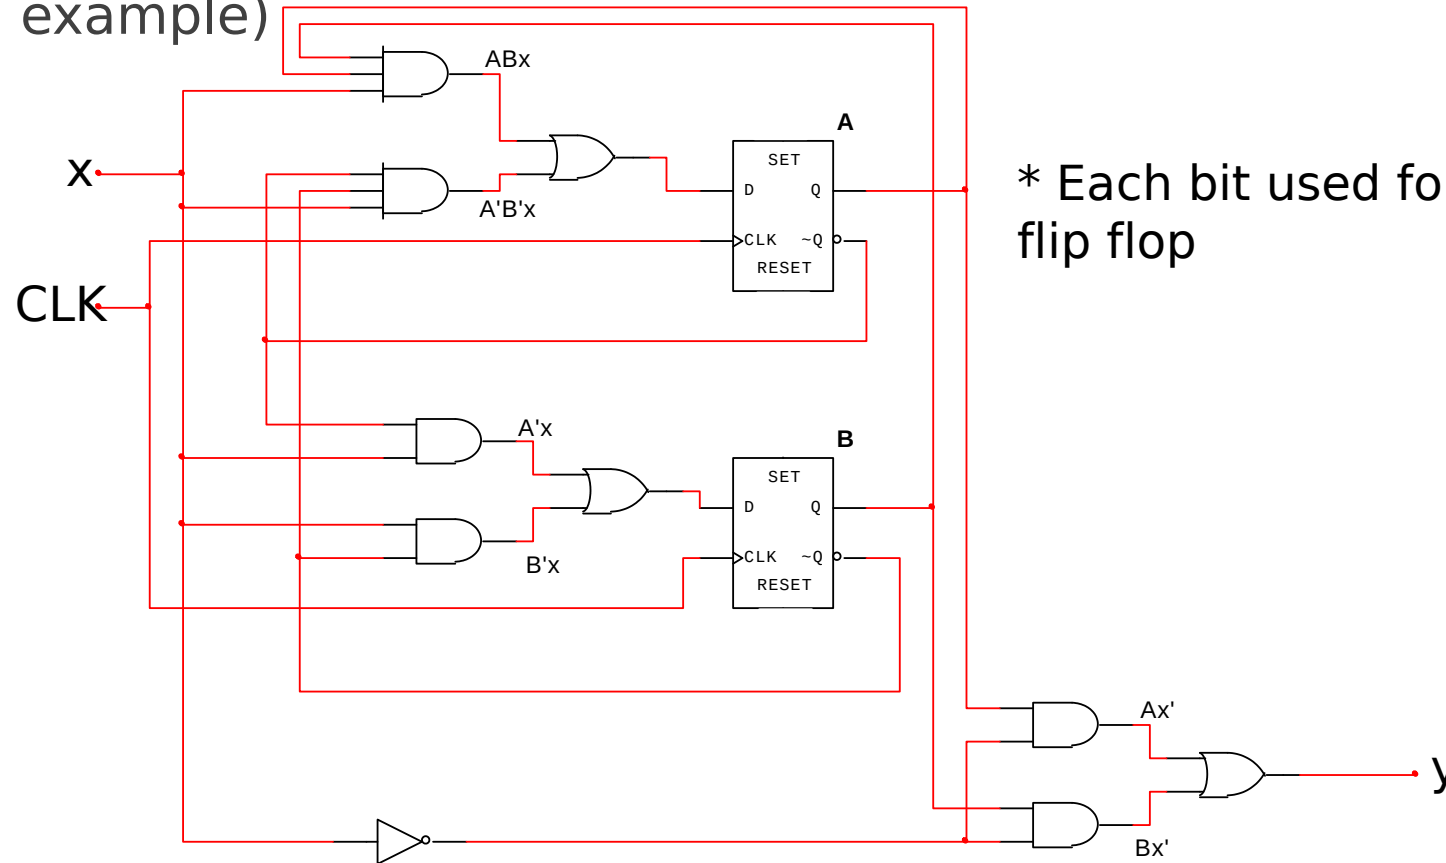 example)
ABx
A
SET
x
D Q
* Each bit used fo
A'B'x
flip flop
CLK ~Q
RESET
CLK
A'x
B
SET
D Q
B'x
CLK ~Q
RESET
Ax'
y
Bx'